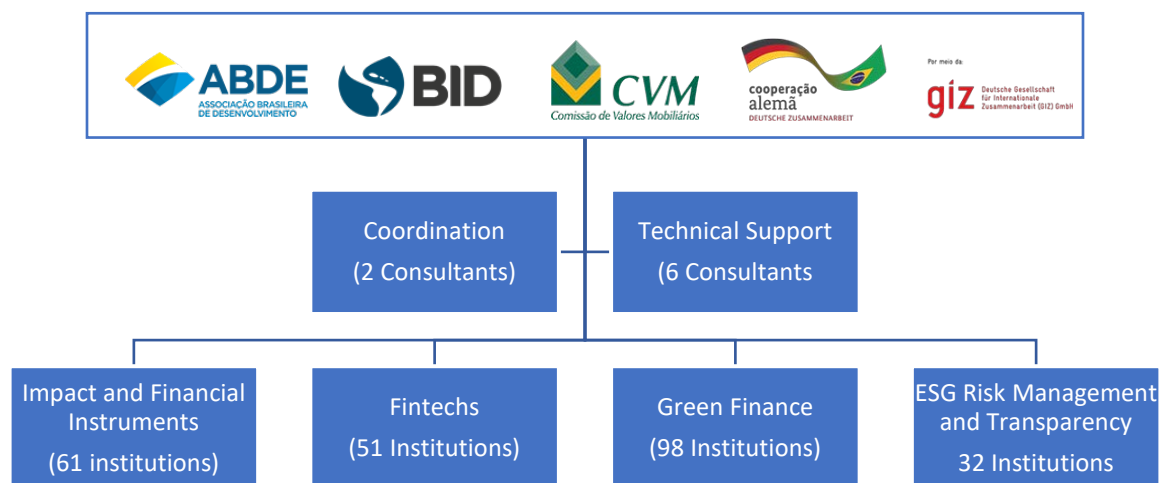 ABDE
ASSOCIAÇÃO BRASILEIRA
DE DESENVOLVIMENTO
BID
CVM
Comissão de Valores Mobiliários
cooperação
alemã
DEUTSCHE ZUSAMMENARBEIT
Por meio da:
giz
Deutsche Gesellschaft
für Internationale
Zusammenarbeit (GIZ) GmbH
Coordination
(2 Consultants)
Technical Support
(6 Consultants
Impact and Financial
Instruments
(61 institutions)
Fintechs
(51 Institutions)
Green Finance
(98 Institutions)
ESG Risk Management
and Transparency
32 Institutions